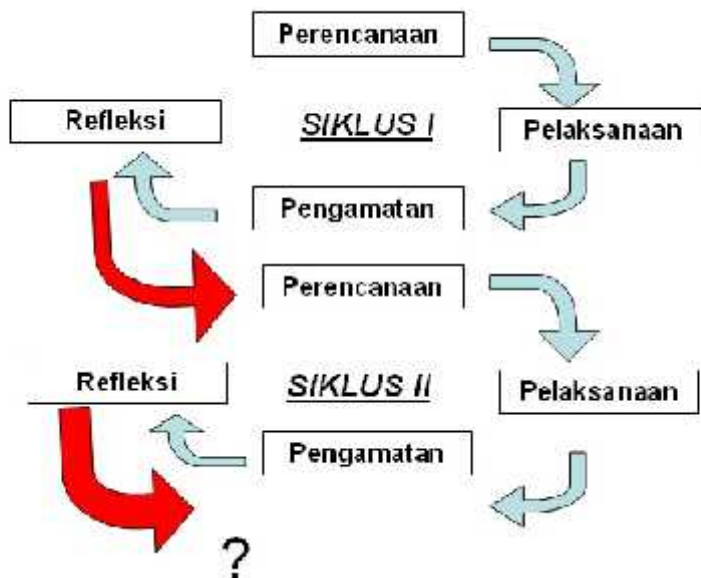 Perencanaan
Refleksi
SIKLUS I
Pelaksanaan
Pengamatan
Perencanaan
Refleksi
SIKLUS II
Pelaksanaan
Pengamatan
?